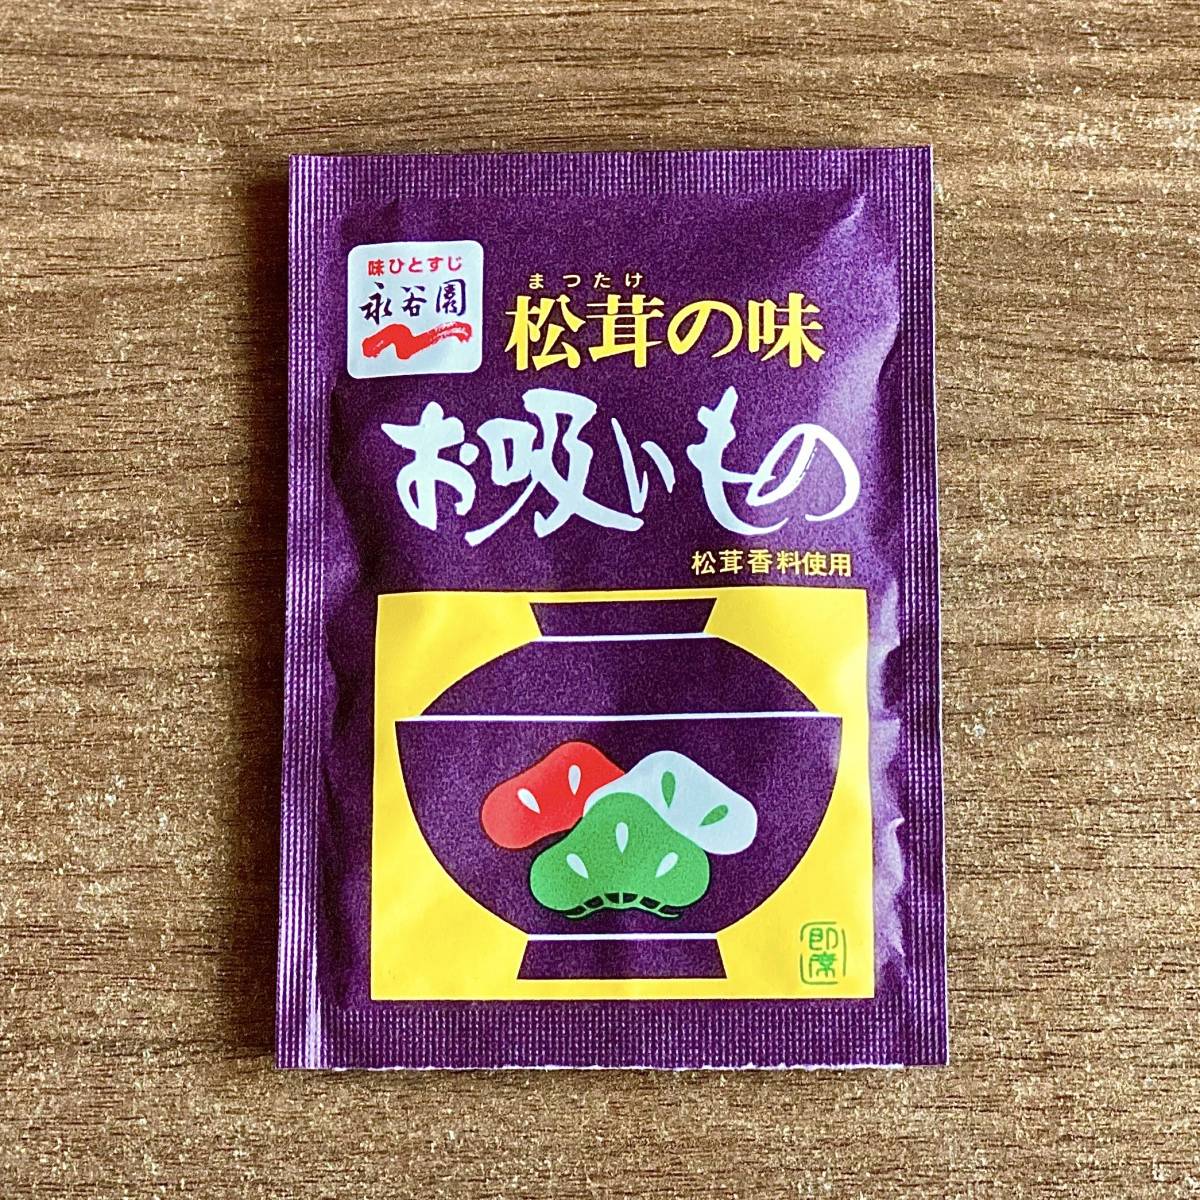 味ひとすじ
永谷園
まつたけ
松茸の味
お吸いもの
松茸香料使用
即席